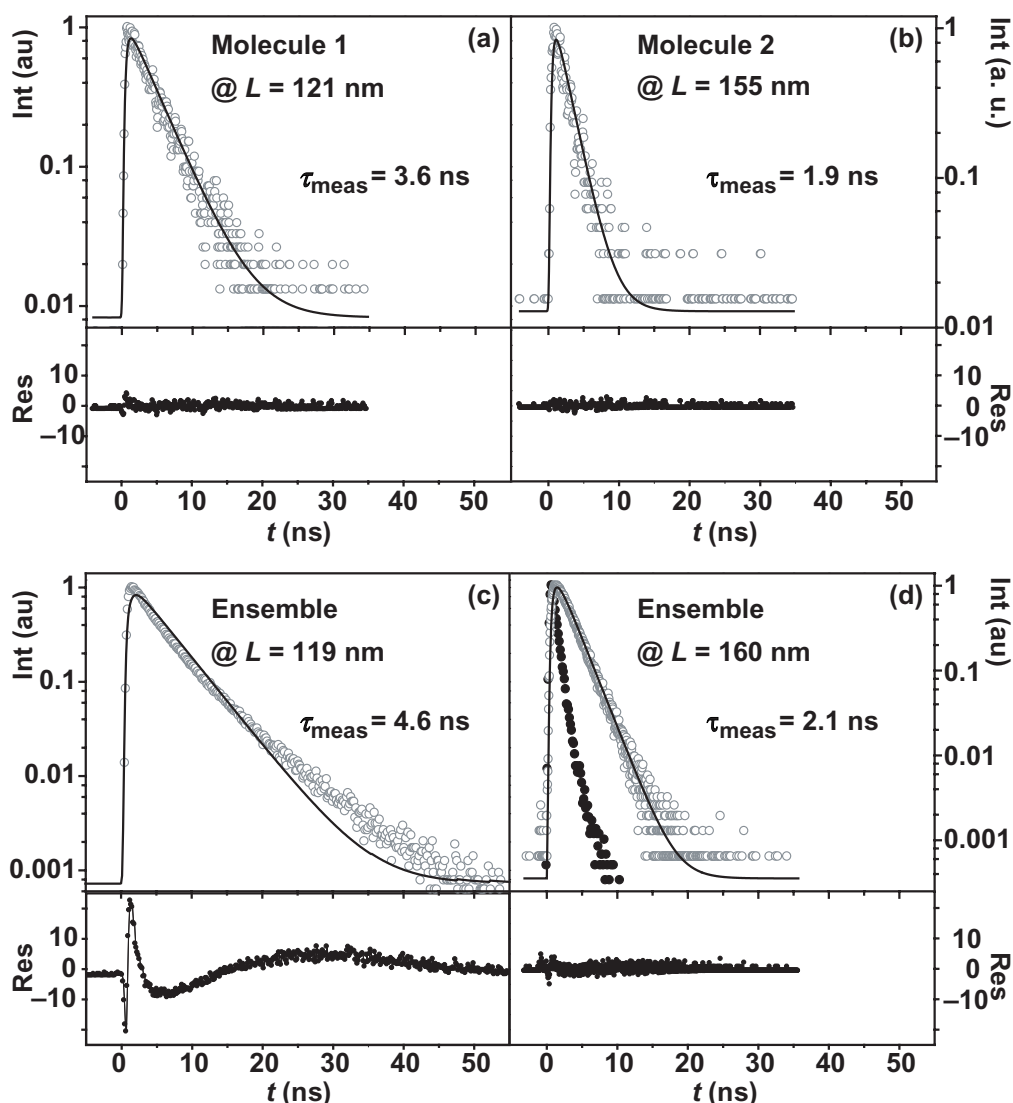 Int (au)
1
0.1
0.01
Molecule 1
@ L = 121 nm
(a)
τmeas = 3.6 ns
Molecule 2
@ L = 155 nm
(b)
τmeas = 1.9 ns
1
0.1
0.01
Int (a. u.)
Res
10
0
–10
10
0
–10
Res
0 10 20 30 40 50
t (ns)
0 10 20 30 40 50
t (ns)
Int (au)
1
0.1
0.01
0.001
Ensemble
@ L = 119 nm
(c)
τmeas = 4.6 ns
Ensemble
@ L = 160 nm
(d)
τmeas = 2.1 ns
1
0.1
0.01
0.001
Int (au)
Res
10
0
–10
10
0
–10
Res
0 10 20 30 40 50
t (ns)
0 10 20 30 40 50
t (ns)